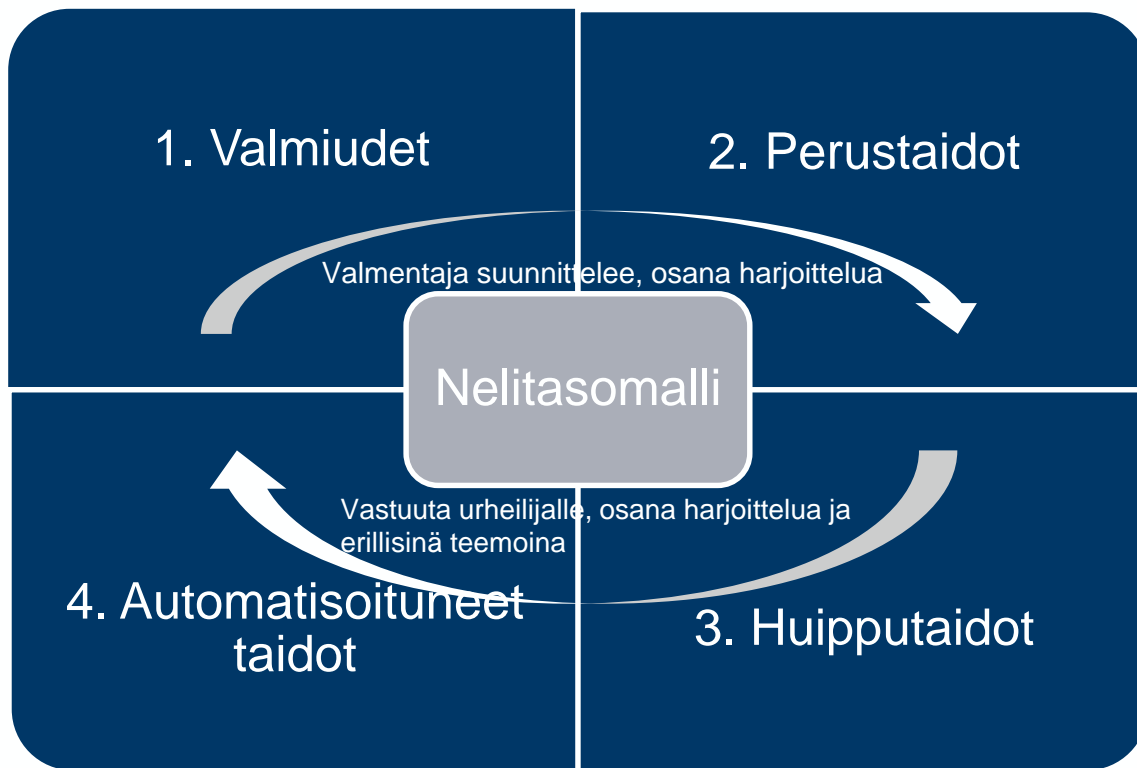 1. Valmiudet
2. Perustaidot
Valmentaja suunnittelee, osana harjoittelua
Nelitasomalli
Vastuuta urheilijalle, osana harjoittelua ja
erillisinä teemoina
4. Automatisoituneet
taidot
3. Huipputaidot